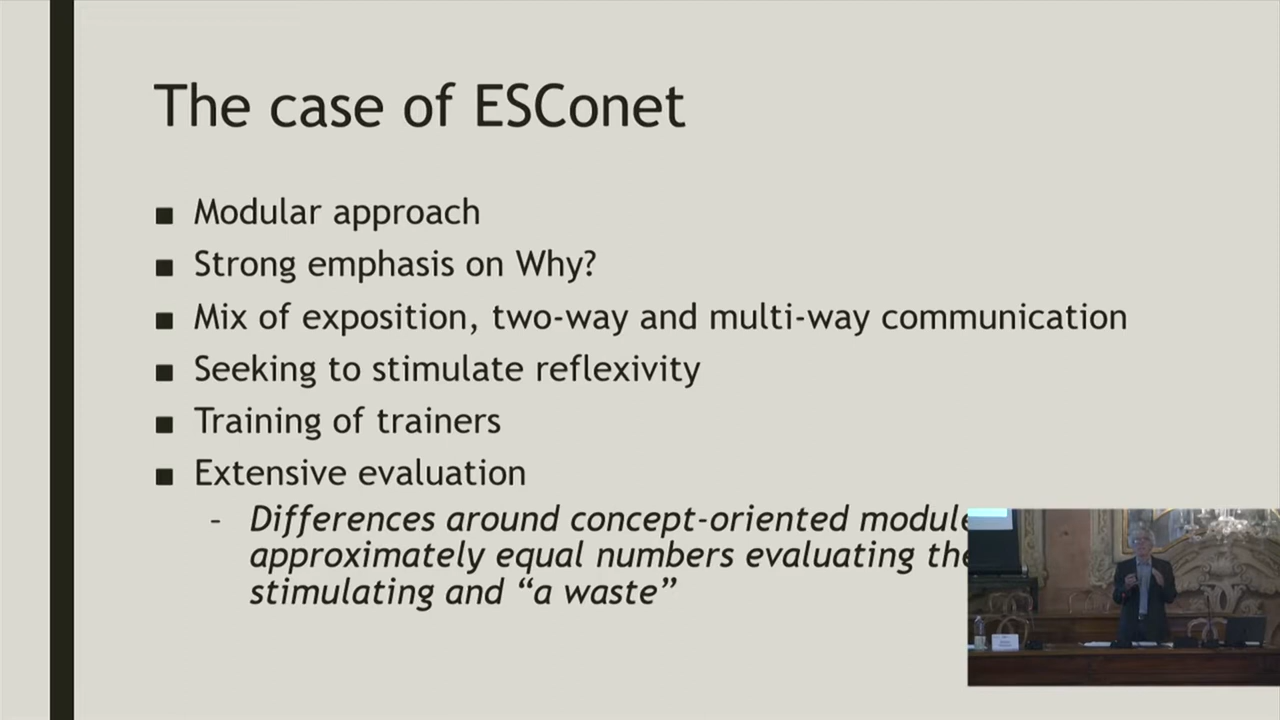 The case of ESConet
■ Modular approach
■ Strong emphasis on Why?
■ Mix of exposition, two-way and multi-way communication
■ Seeking to stimulate reflexivity
■ Training of trainers
■ Extensive evaluation
– Differences around concept-oriented
approximately equal numbers evaluating
stimulating and “a waste”